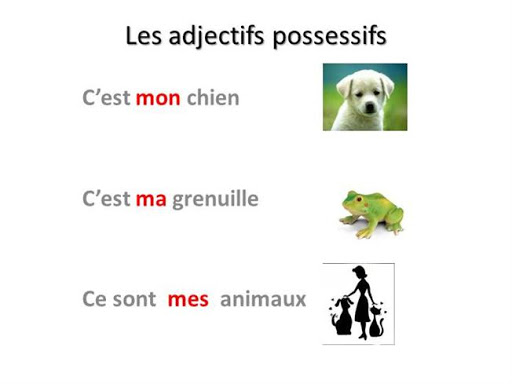 Les adjectifs possessifs
C’est mon chien
C’est ma grenuille
Ce sont mes animaux